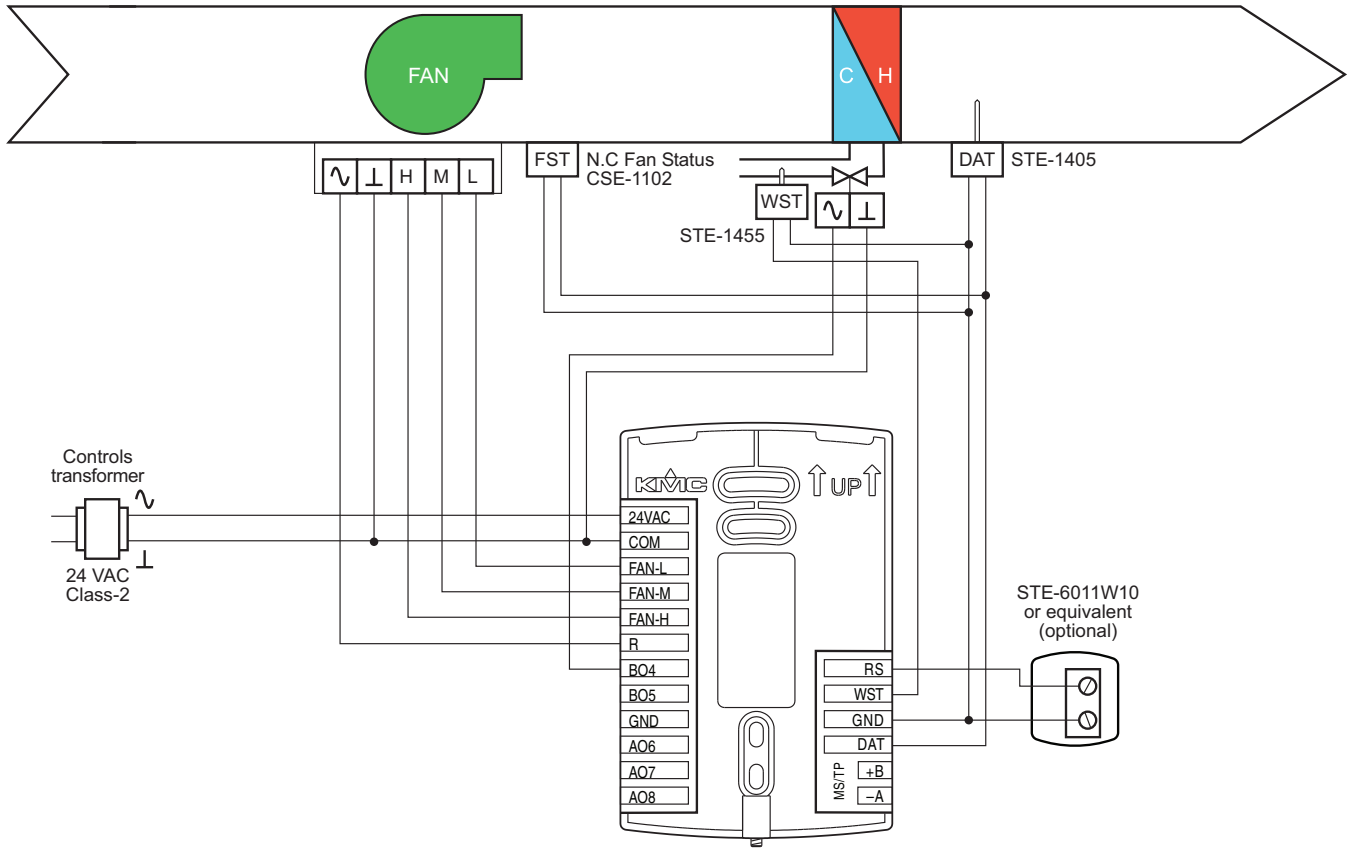 FAN
C
H
H
M
L
FST
N.C Fan Status
CSE-1102
DAT
STE-1405
WST
STE-1455
Controls
transformer
24 VAC
Class-2
KMC
UP
24VAC
COM
FAN-L
FAN-M
FAN-H
R
BO4
BO5
GND
AO6
AO7
AO8
RS
WST
GND
DAT
MS/TP
+B
–A
STE-6011W10
or equivalent
(optional)